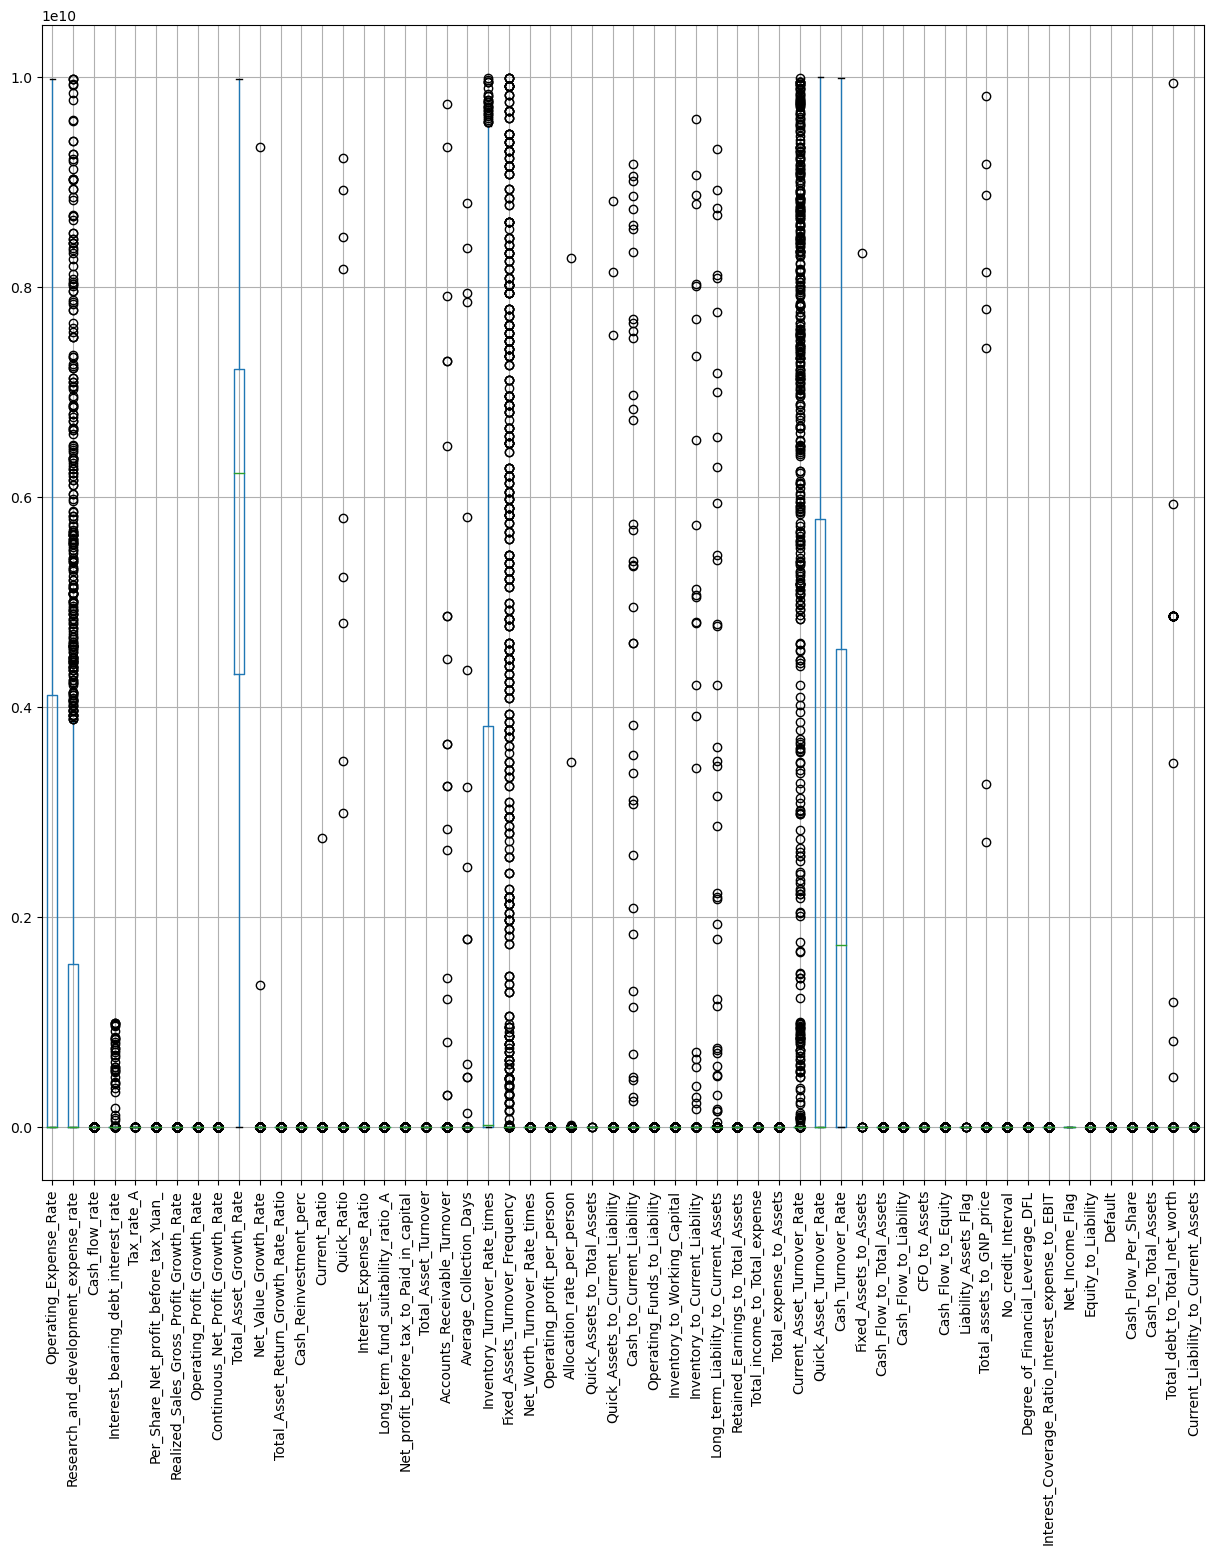 1e10
1.0
0.8
0.6
0.4
0.2
0.0
Operating_Expense_Rate
Research_and_development_expense_rate
Cash_flow_rate
Interest_bearing_debt_interest_rate
Tax_rate_A
Per_Share_Net_profit_before_tax_Yuan_
Realized_Sales_Gross_Profit_Growth_Rate
Operating_Profit_Growth_Rate
Continuous_Net_Profit_Growth_Rate
Total_Asset_Growth_Rate
Net_Value_Growth_Rate
Total_Asset_Return_Growth_Rate_Ratio
Cash_Reinvestment_perc
Current_Ratio
Quick_Ratio
Interest_Expense_Ratio
Long_term_fund_suitability_ratio_A
Net_profit_before_tax_to_Paid_in_capital
Total_Asset_Turnover
Accounts_Receivable_Turnover
Average_Collection_Days
Inventory_Turnover_Rate_times
Fixed_Assets_Turnover_Frequency
Net_Worth_Turnover_Rate_times
Operating_profit_per_person
Allocation_rate_per_person
Quick_Assets_to_Total_Assets
Quick_Assets_to_Current_Liability
Cash_to_Current_Liability
Operating_Funds_to_Liability
Inventory_to_Working_Capital
Inventory_to_Current_Liability
Long_term_Liability_to_Current_Assets
Retained_Earnings_to_Total_Assets
Total_income_to_Total_expense
Total_expense_to_Assets
Current_Asset_Turnover_Rate
Quick_Asset_Turnover_Rate
Cash_Turnover_Rate
Fixed_Assets_to_Assets
Cash_Flow_to_Total_Assets
Cash_Flow_to_Liability
CFO_to_Assets
Cash_Flow_to_Equity
Liability_Assets_Flag
Total_assets_to_GNP_price
No_credit_Interval
Degree_of_Financial_Leverage_DFL
Interest_Coverage_Ratio_Interest_expense_to_EBIT
Net_Income_Flag
Equity_to_Liability
Default
Cash_Flow_Per_Share
Cash_to_Total_Assets
Total_debt_to_Total_net_worth
Current_Liability_to_Current_Assets